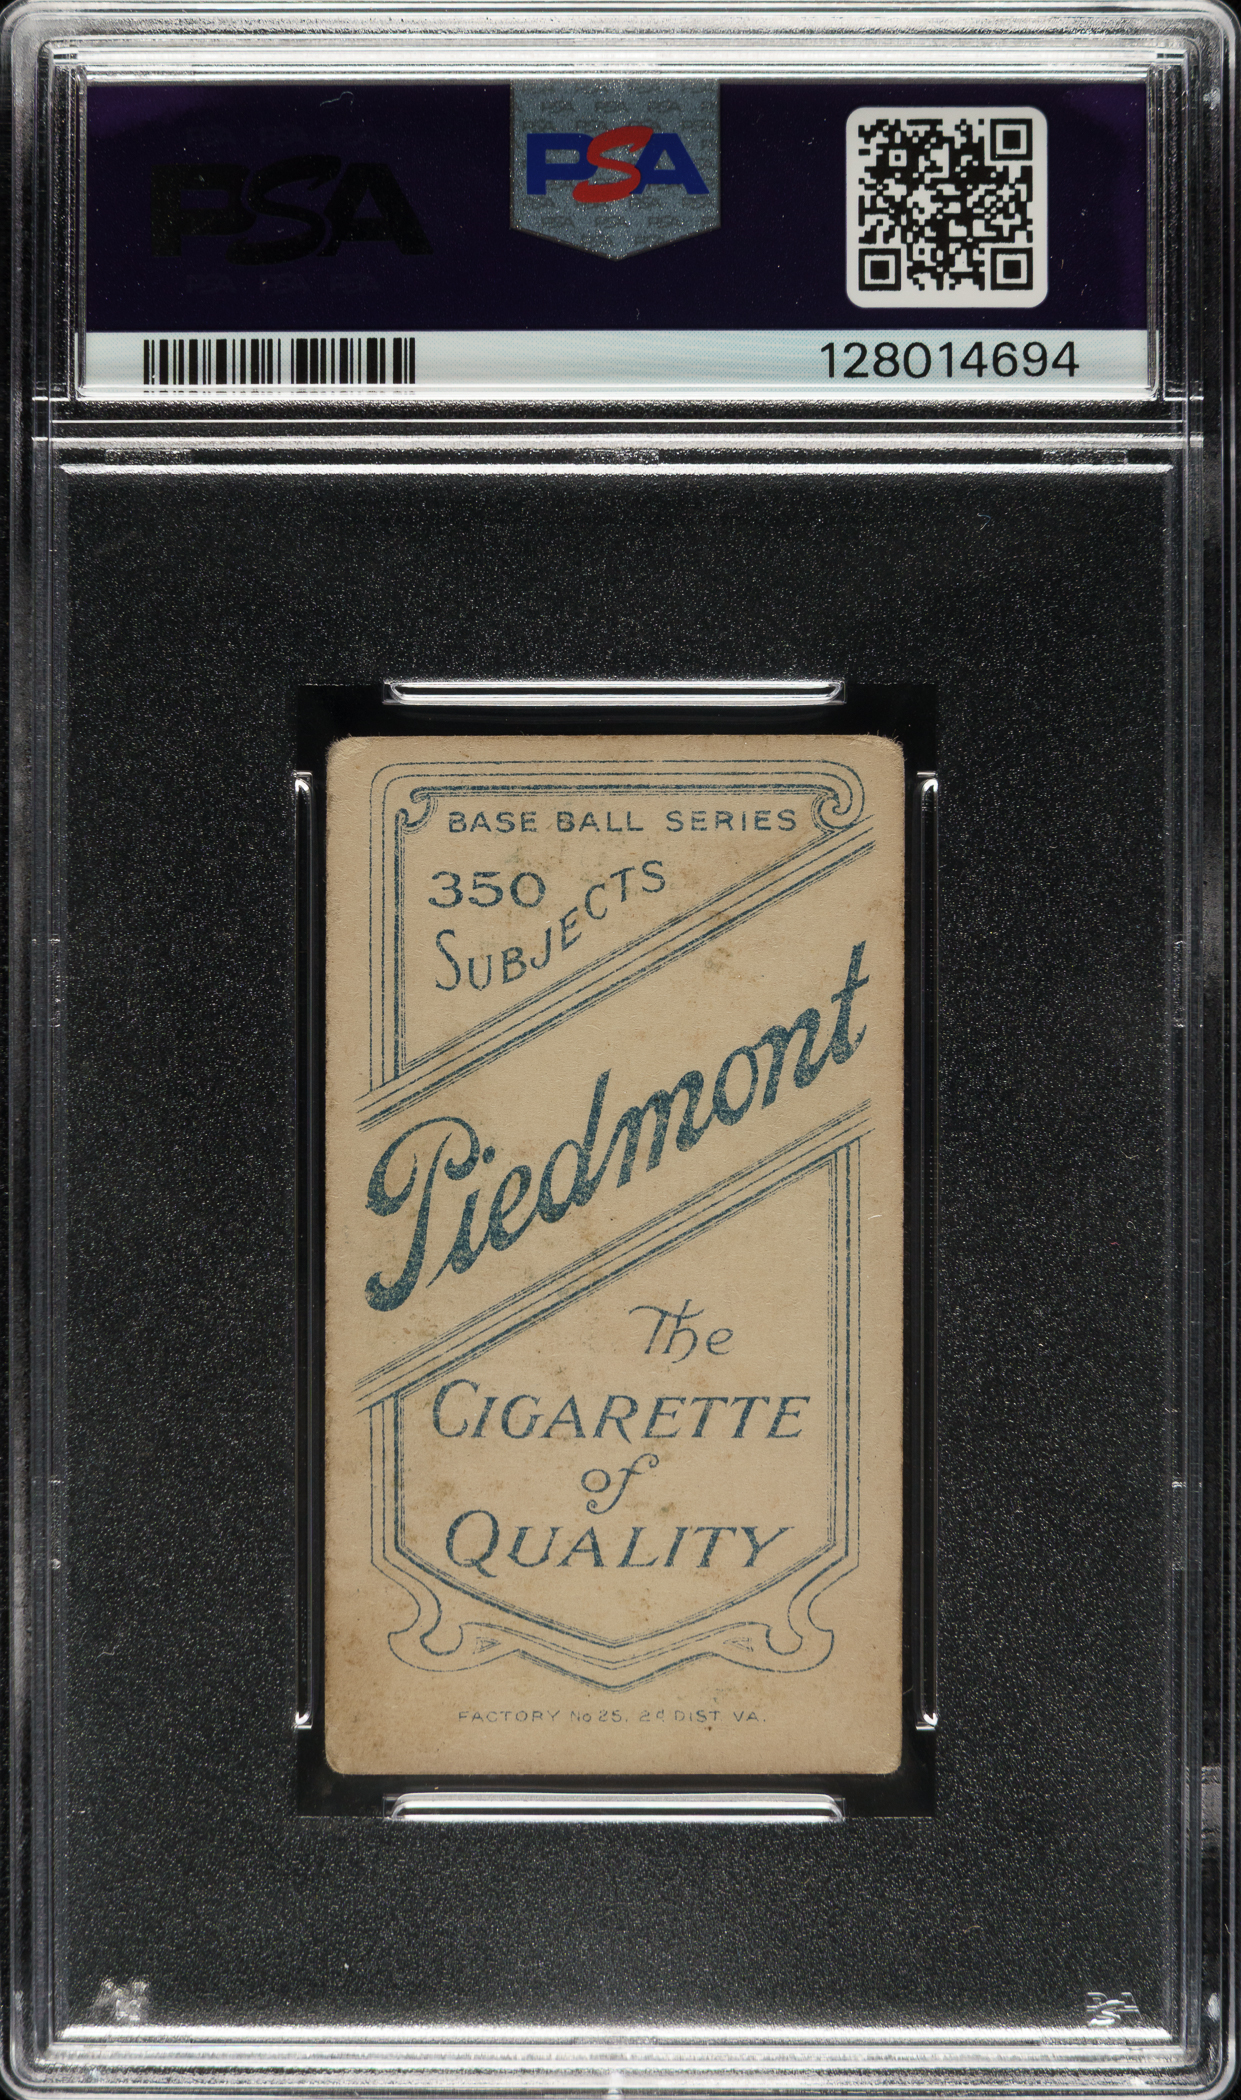 PSA
PSA
128014694
BASE BALL SERIES
350
SUBJECTS
Piedmont
The
CIGARETTE
of
QUALITY
FACTORY No 25, 2d DIST. VA.